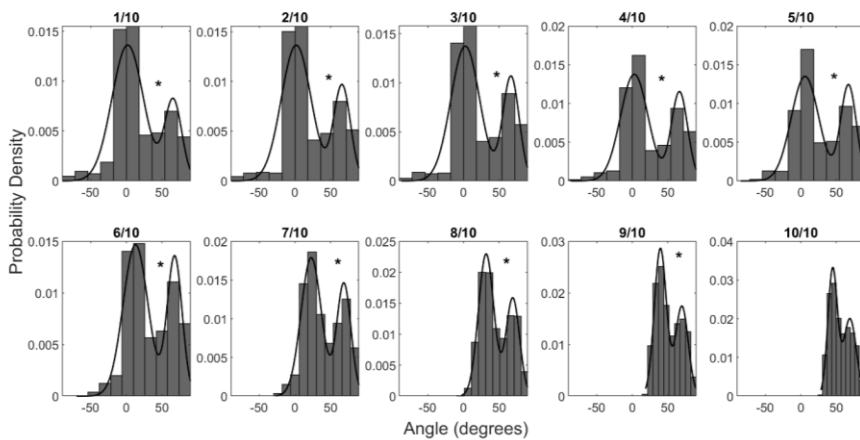 1/10 2/10 3/10 4/10 5/10
0.015 0.015 0.015 0.02 0.02
* * * * *
0.015 0.015
0.01 0.01 0.01
0.01 0.01
0.005 0.005 0.005 0.005 0.005
0 0 0 0 0
-50 0 50 -50 0 50 -50 0 50 -50 0 50 -50 0 50
Probability Density
6/10 7/10 8/10 9/10 10/10
0.015 0.02 0.025 0.03 0.04
* * * *
0.02
0.015 0.03
0.01 0.02
0.015
0.01 0.02
0.01
0.005 0.01
0.005 0.005 0.01
0 0 0 0 0
-50 0 50 -50 0 50 -50 0 50 -50 0 50 -50 0 50
Angle (degrees)